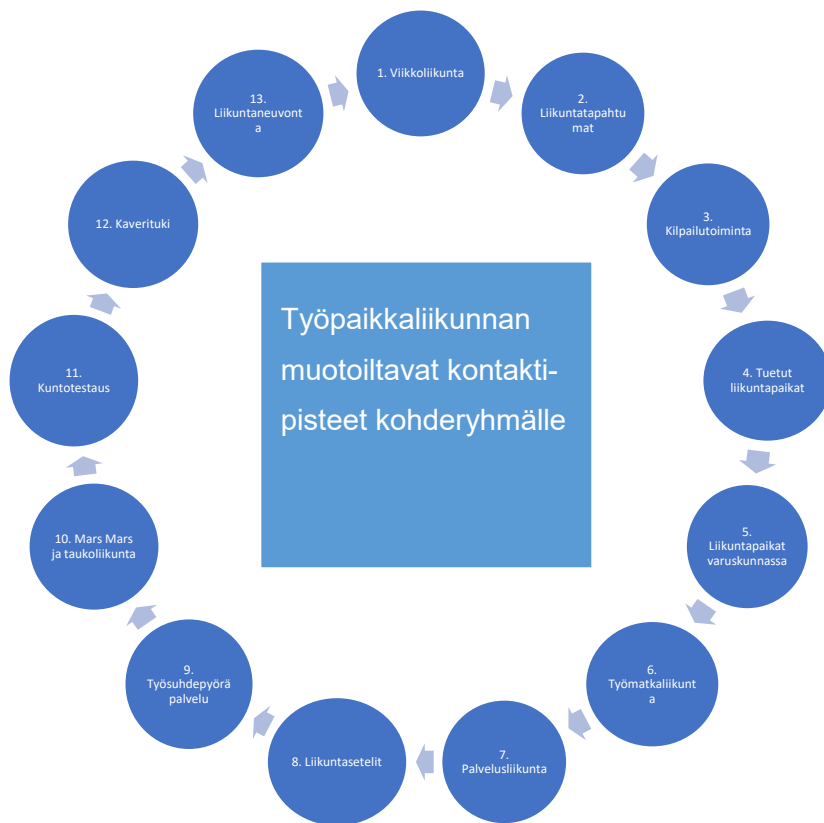 1. Viikkoliikunta
2.
Liikuntatapahtu
mat
3.
Kilpailutoiminta
4. Tuetut
liikuntapaikat
5.
Liikuntapaikat
varuskunnassa
6.
Työmatkaliikunt
a
7.
Palvelusliikunta
8. Liikuntasetelit
9.
Työsuhdepyörä
palvelu
10. Mars Mars
ja taukoliikunta
11.
Kuntotestaus
12. Kaverituki
13.
Liikuntaneuvont
a
Työpaikkaliikunnan
muotoiltavat kontakti-
pisteet kohderyhmälle